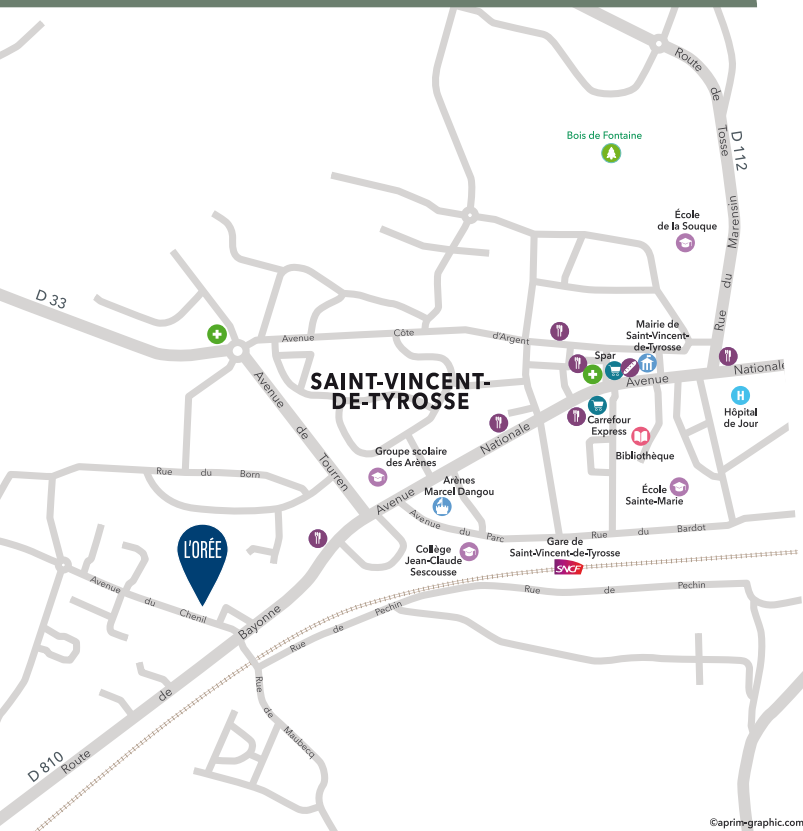 Route
de
Tosse
D 112
Bois de Fontaine
École
de la Souque
Marensin
du
Rue
D 33
Avenue
Côte
d'Argent
Mairie de
Saint-Vincent-
de-Tyrosse
Spar
Avenue
Nationale
SAINT-VINCENT-
DE-TYROSSE
Avenue
de
Tourren
H
Hôpital
de Jour
Carrefour
Express
Bibliothèque
Avenue
Nationale
Groupe scolaire
des Arènes
Rue du Born
Arènes
Marcel Dangou
École
Sainte-Marie
Avenue du Parc
Rue du Bardot
L'ORÉE
Collège
Jean-Claude
Sescousse
Gare de
Saint-Vincent-de-Tyrosse
SNCF
Avenue du Chenil
Rue de Pechin
Rue de Pechin
Route de Bayonne
D 810
Rue de Maubecq
©aprim-graphic.com